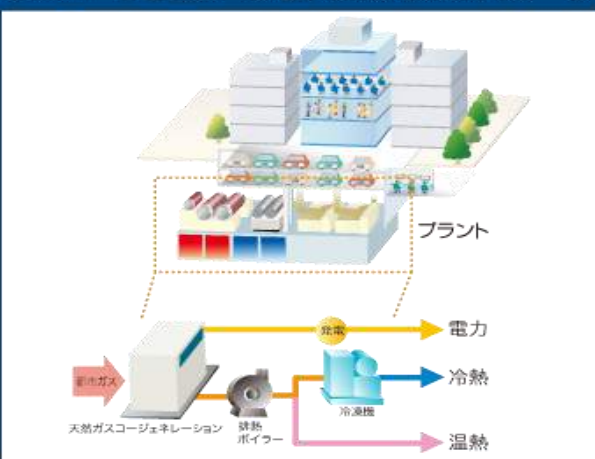 プラント
発電
電力
都市ガス
冷熱
冷凍機
天然ガスコージェネレーション
排熱
ボイラー
温熱